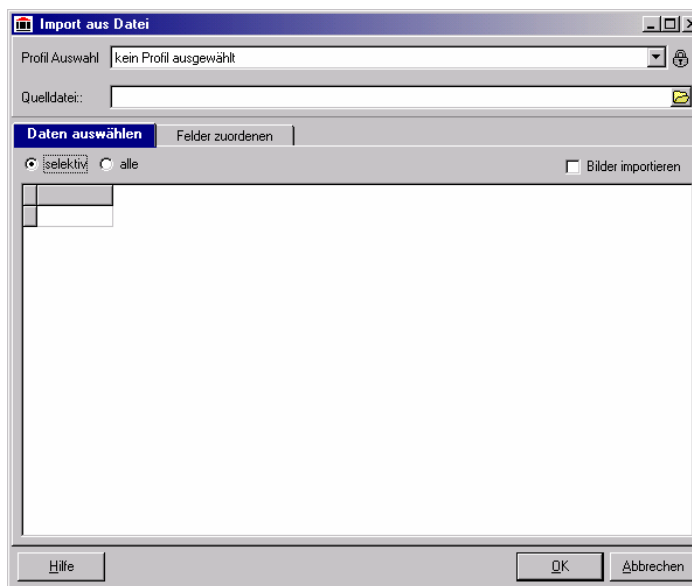 Import aus Datei
Profil Auswahl kein Profil ausgewählt
Quelldatei::
Daten auswählen Felder zuordenen
selektiv alle Bilder importieren
Hilfe OK Abbrechen